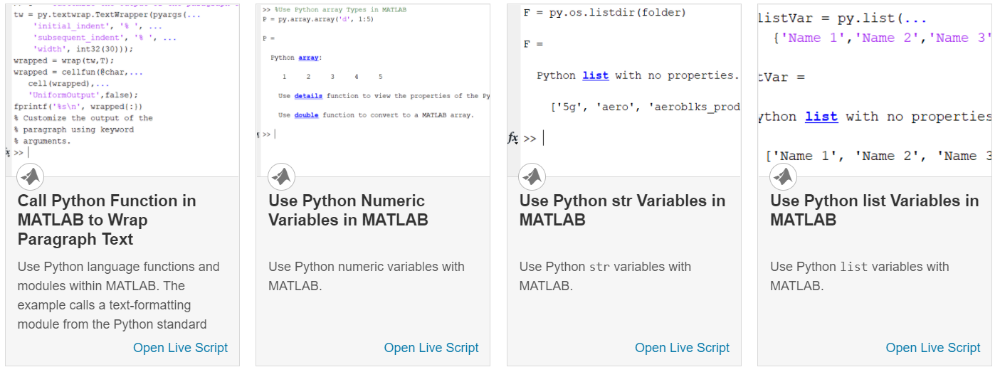 tw = py.textwrap.TextWrapper(pyargs(...
'initial_indent', '% ', ...
'subsequent_indent', '% ', ...
'width', int32(30)));
wrapped = wrap(tw,T);
wrapped = cellfun(@char,...
cell(wrapped),...
'UniformOutput',false);
fprintf('%s\n', wrapped{:})
% Customize the output of the
% paragraph using keyword
% arguments.
>>
Call Python Function in
MATLAB to Wrap
Paragraph Text
Use Python language functions and
modules within MATLAB. The
example calls a text-formatting
module from the Python standard
Open Live Script
>> %Use Python array Types in MATLAB
P = py.array.array('d', 1:5)
P =
Python array:
1 2 3 4 5
Use details function to view the properties of the Py
Use double function to convert to a MATLAB array.
>>
Use Python Numeric
Variables in MATLAB
Use Python numeric variables with
MATLAB.
Open Live Script
F = py.os.listdir(folder)
F =
Python list with no properties.
['5g', 'aero', 'aeroblks_prod
fx >>
Use Python str Variables in
MATLAB
Use Python str variables with
MATLAB.
Open Live Script
listVar = py.list(...
{'Name 1','Name 2','Name 3'
tVar =
ython list with no properties
['Name 1', 'Name 2', 'Name 3
Use Python list Variables in
MATLAB
Use Python list variables with
MATLAB.
Open Live Script